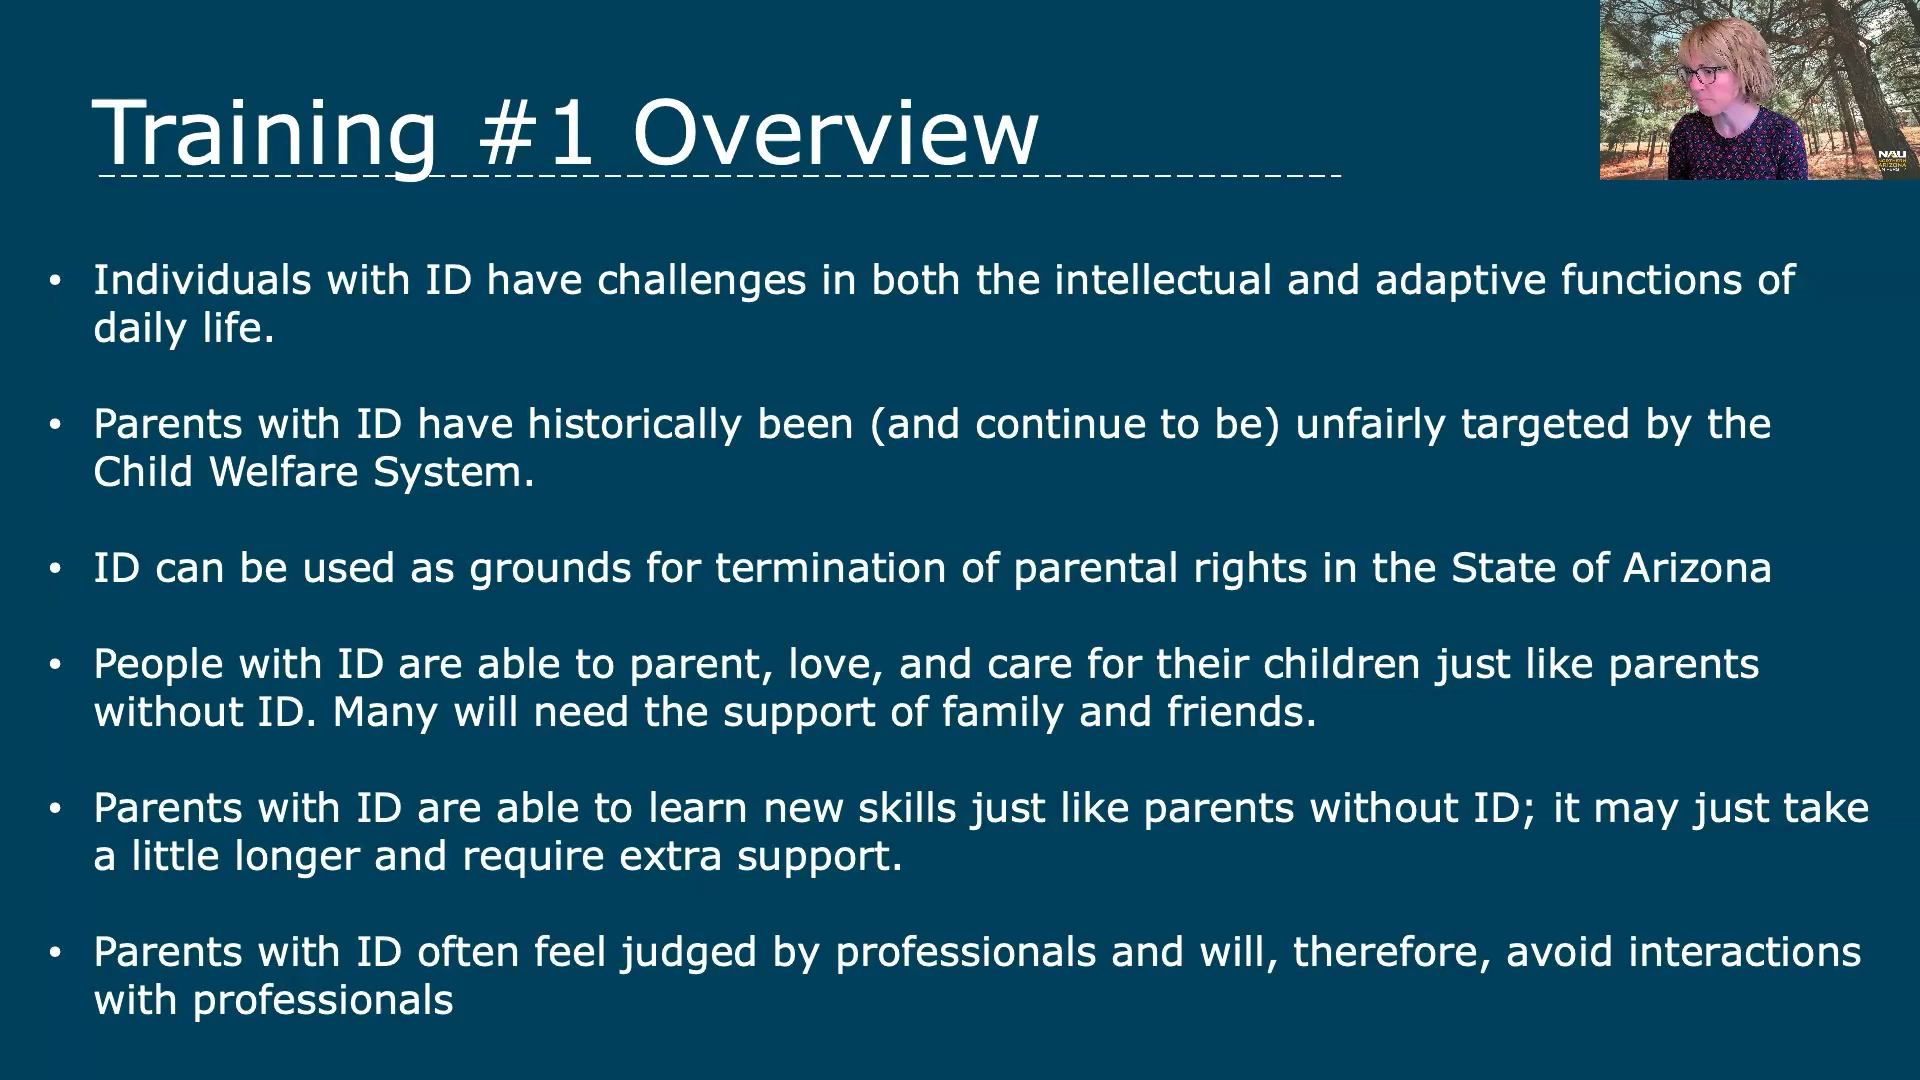 Training #1 Overview
NAU
NORTHERN
ARIZONA
• Individuals with ID have challenges in both the intellectual and adaptive functions of
daily life.
• Parents with ID have historically been (and continue to be) unfairly targeted by the
Child Welfare System.
• ID can be used as grounds for termination of parental rights in the State of Arizona
• People with ID are able to parent, love, and care for their children just like parents
without ID. Many will need the support of family and friends.
• Parents with ID are able to learn new skills just like parents without ID; it may just take
a little longer and require extra support.
• Parents with ID often feel judged by professionals and will, therefore, avoid interactions
with professionals